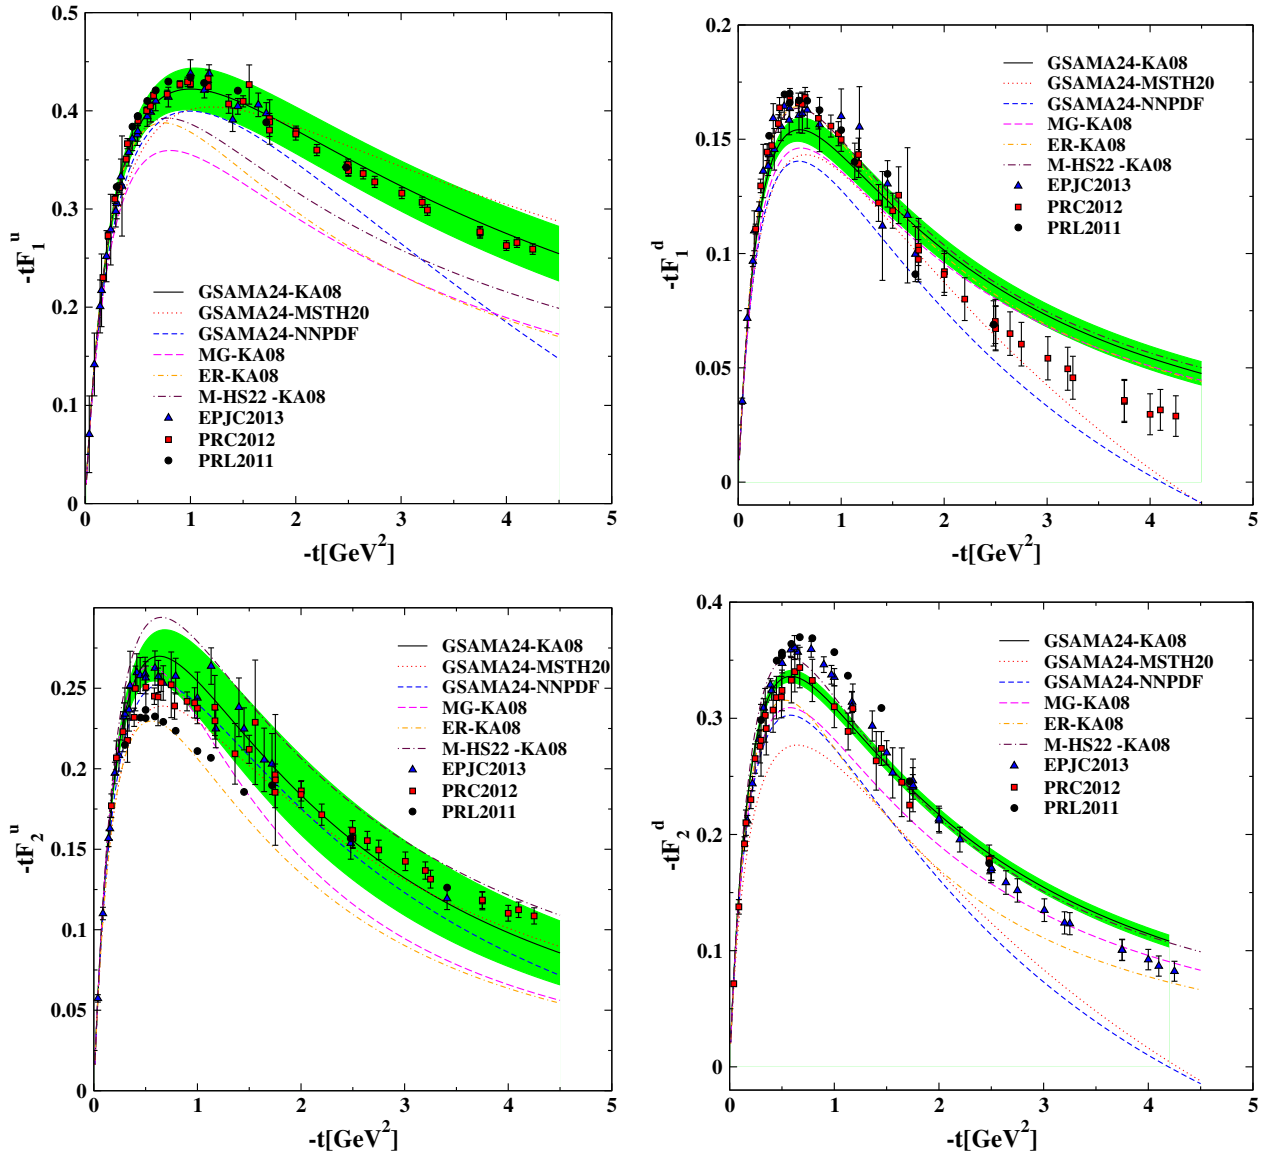 0.5
0.4
0.3
0.2
0.1
0
-tF₁ᵘ
GSAMA24-KA08
GSAMA24-MSTH20
GSAMA24-NNPDF
MG-KA08
ER-KA08
M-HS22 -KA08
EPJC2013
PRC2012
PRL2011
0 1 2 3 4 5
-t[GeV²]
0.2
0.15
0.1
0.05
0
-tF₁ᵈ
GSAMA24-KA08
GSAMA24-MSTH20
GSAMA24-NNPDF
MG-KA08
ER-KA08
M-HS22 -KA08
EPJC2013
PRC2012
PRL2011
0 1 2 3 4 5
-t[GeV²]
0.25
0.2
0.15
0.1
0.05
0
-tF₂ᵘ
GSAMA24-KA08
GSAMA24-MSTH20
GSAMA24-NNPDF
MG-KA08
ER-KA08
M-HS22 -KA08
EPJC2013
PRC2012
PRL2011
0 1 2 3 4 5
-t[GeV²]
0.4
0.3
0.2
0.1
0
-tF₂ᵈ
GSAMA24-KA08
GSAMA24-MSTH20
GSAMA24-NNPDF
MG-KA08
ER-KA08
M-HS22 -KA08
EPJC2013
PRC2012
PRL2011
0 1 2 3 4 5
-t[GeV²]